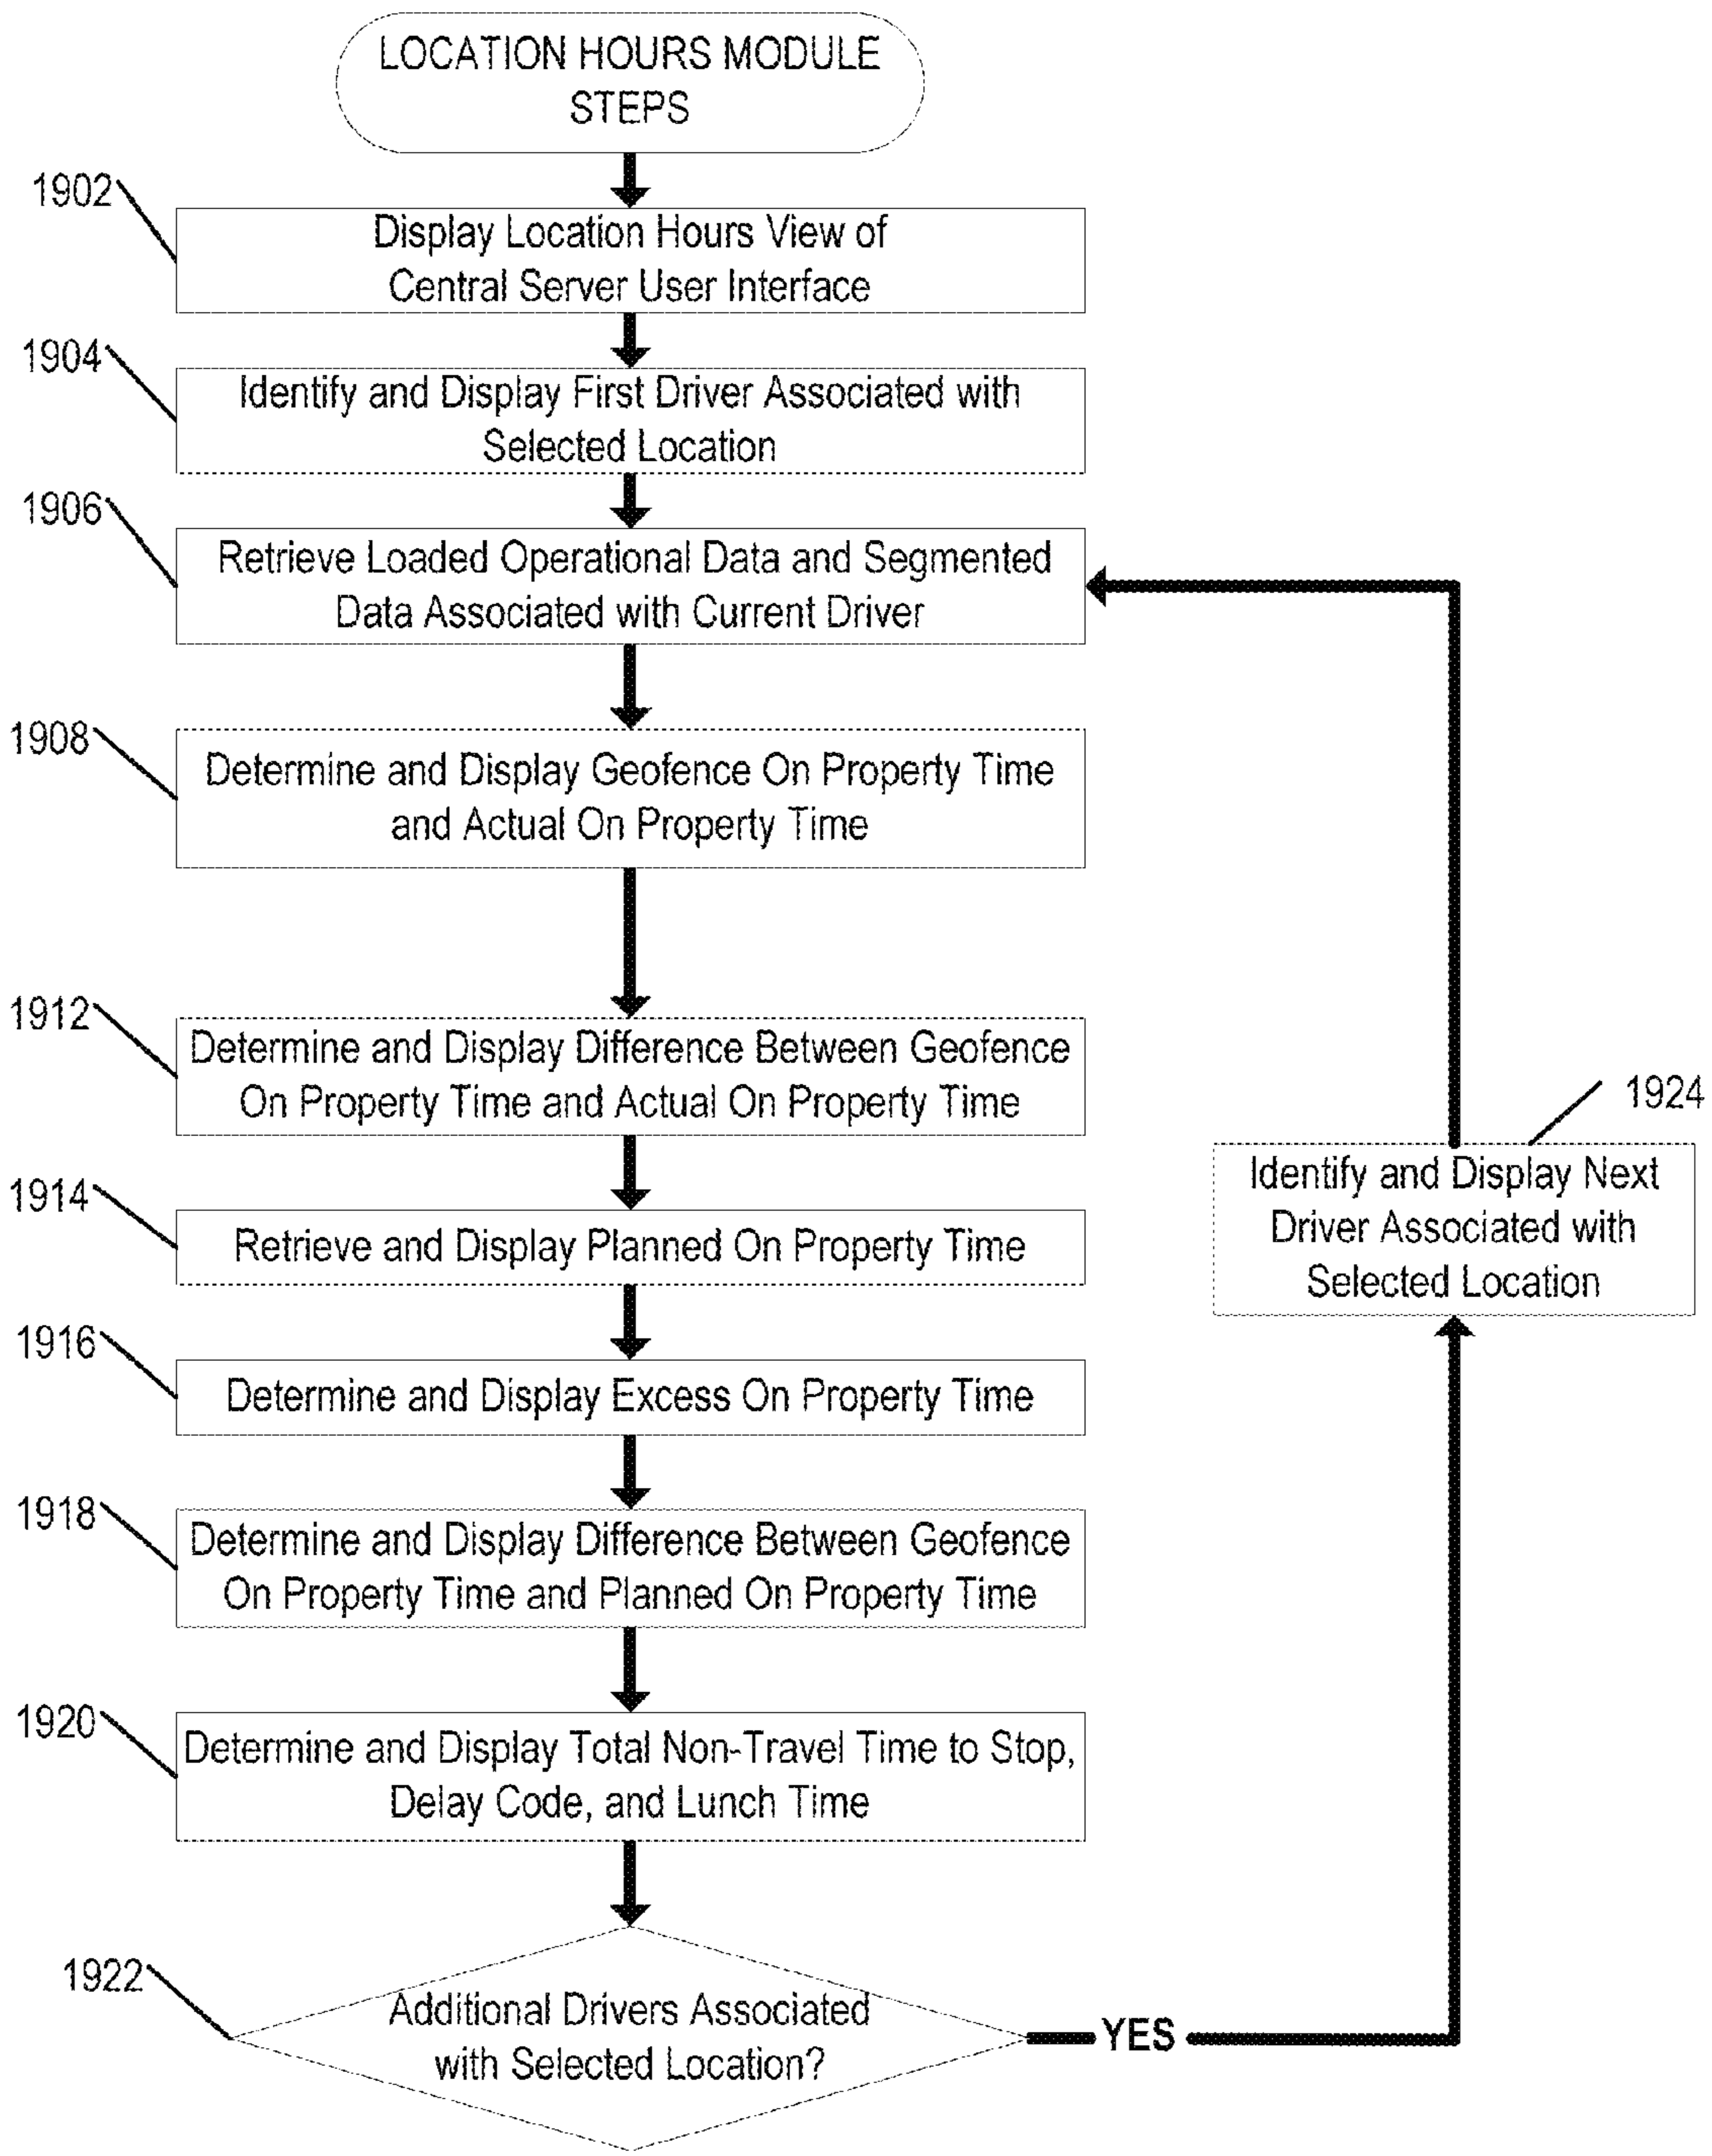 LOCATION HOURS MODULE
STEPS
1902
Display Location Hours View of
Central Server User Interface
1904
Identify and Display First Driver Associated with
Selected Location
1906
Retrieve Loaded Operational Data and Segmented
Data Associated with Current Driver
1908
Determine and Display Geofence On Property Time
and Actual On Property Time
1912
Determine and Display Difference Between Geofence
On Property Time and Actual On Property Time
1914
Retrieve and Display Planned On Property Time
1916
Determine and Display Excess On Property Time
1918
Determine and Display Difference Between Geofence
On Property Time and Planned On Property Time
1920
Determine and Display Total Non-Travel Time to Stop,
Delay Code, and Lunch Time
1922
Additional Drivers Associated
with Selected Location?
YES
1924
Identify and Display Next
Driver Associated with
Selected Location